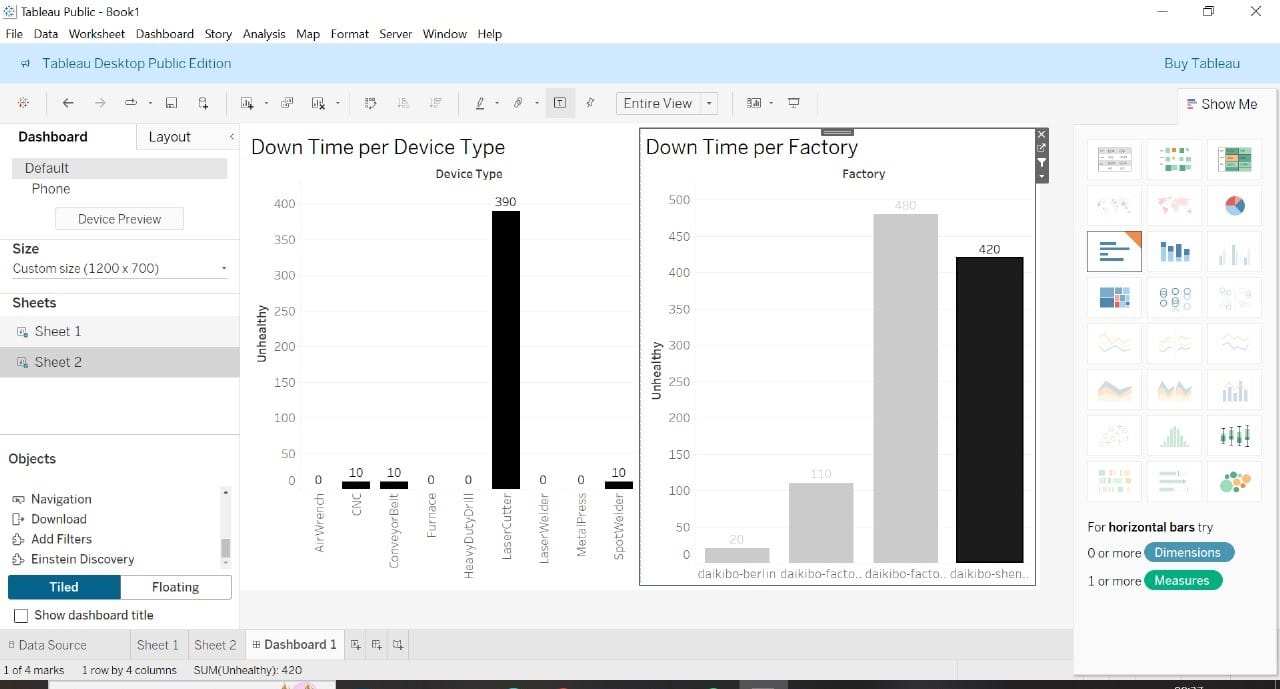 Tableau Public - Book1
File Data Worksheet Dashboard Story Analysis Map Format Server Window Help
Tableau Desktop Public Edition
Buy Tableau
Entire View
Show Me
Dashboard
Layout
Default
Phone
Device Preview
Size
Custom size (1200 x 700)
Sheets
Sheet 1
Sheet 2
Objects
Navigation
Download
Add Filters
Einstein Discovery
Tiled
Floating
Show dashboard title
Down Time per Device Type
Device Type
Unhealthy
400
350
300
250
200
150
100
50
0
0
10
10
0
0
390
0
0
10
AirWrench
CNC
ConveyorBelt
Furnace
HeavyDutyDrill
LaserCutter
LaserWelder
MetalPress
SpotWelder
Down Time per Factory
Factory
Unhealthy
500
450
400
350
300
250
200
150
100
50
0
20
110
480
420
daikibo-berlin
daikibo-facto..
daikibo-facto..
daikibo-shen..
For horizontal bars try
0 or more Dimensions
1 or more Measures
Data Source
Sheet 1
Sheet 2
Dashboard 1
1 of 4 marks
1 row by 4 columns
SUM(Unhealthy): 420